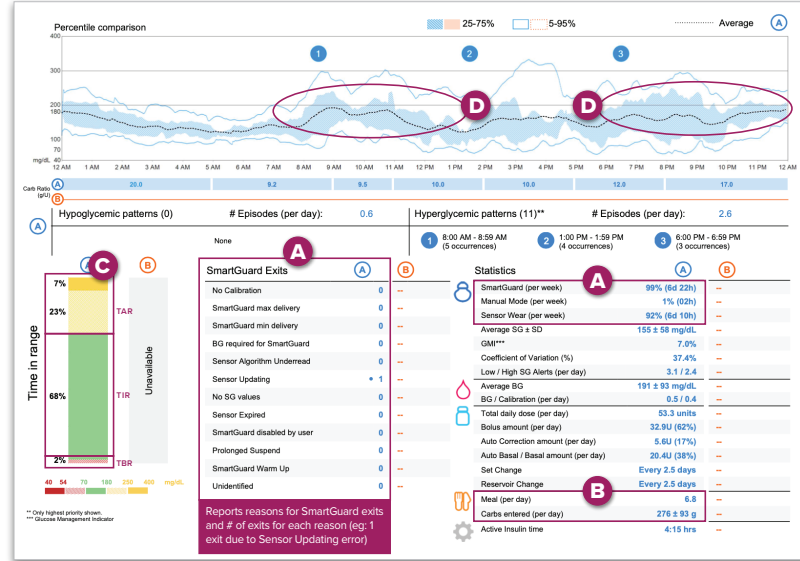 Percentile comparison
25-75%
5-95%
Average
A
400
300
200
180
100
70
mg/dL 40
1
2
3
D
D
12 AM 1 AM 2 AM 3 AM 4 AM 5 AM 6 AM 7 AM 8 AM 9 AM 10 AM 11 AM 12 PM 1 PM 2 PM 3 PM 4 PM 5 PM 6 PM 7 PM 8 PM 9 PM 10 PM 11 PM 12 AM
Carb Ratio
(g/U)
A
20.0 9.2 9.5 10.0 10.0 12.0 17.0
B
A
Hypoglycemic patterns (0) # Episodes (per day): 0.6
None
Hyperglycemic patterns (11)** # Episodes (per day): 2.6
1 8:00 AM - 8:59 AM
(5 occurrences)
2 1:00 PM - 1:59 PM
(4 occurrences)
3 6:00 PM - 6:59 PM
(3 occurrences)
C
B
Time in range
7%
23%
68%
2%
TAR
TIR
TBR
Unavailable
40 54 70 180 250 400 mg/dL
** Only highest priority shown.
*** Glucose Management Indicator
A
SmartGuard Exits A B
No Calibration 0 --
SmartGuard max delivery 0 --
SmartGuard min delivery 0 --
BG required for SmartGuard 0 --
Sensor Algorithm Underread 0 --
Sensor Updating 1 --
No SG values 0 --
Sensor Expired 0 --
SmartGuard disabled by user 0 --
Prolonged Suspend 0 --
SmartGuard Warm Up 0 --
Unidentified 0 --
Reports reasons for SmartGuard exits
and # of exits for each reason (eg: 1
exit due to Sensor Updating error)
Statistics A B
A
SmartGuard (per week) 99% (6d 22h) --
Manual Mode (per week) 1% (02h) --
Sensor Wear (per week) 92% (6d 10h) --
Average SG ± SD 155 ± 58 mg/dL --
GMI*** 7.0% --
Coefficient of Variation (%) 37.4% --
Low / High SG Alerts (per day) 3.1 / 2.4 --
Average BG 191 ± 93 mg/dL --
BG / Calibration (per day) 0.5 / 0.4 --
Total daily dose (per day) 53.3 units --
Bolus amount (per day) 32.9U (62%) --
Auto Correction amount (per day) 5.6U (17%) --
Auto Basal / Basal amount (per day) 20.4U (38%) --
Set Change Every 2.5 days --
Reservoir Change Every 2.5 days --
B
Meal (per day) 6.8 --
Carbs entered (per day) 276 ± 93 g --
Active Insulin time 4:15 hrs --